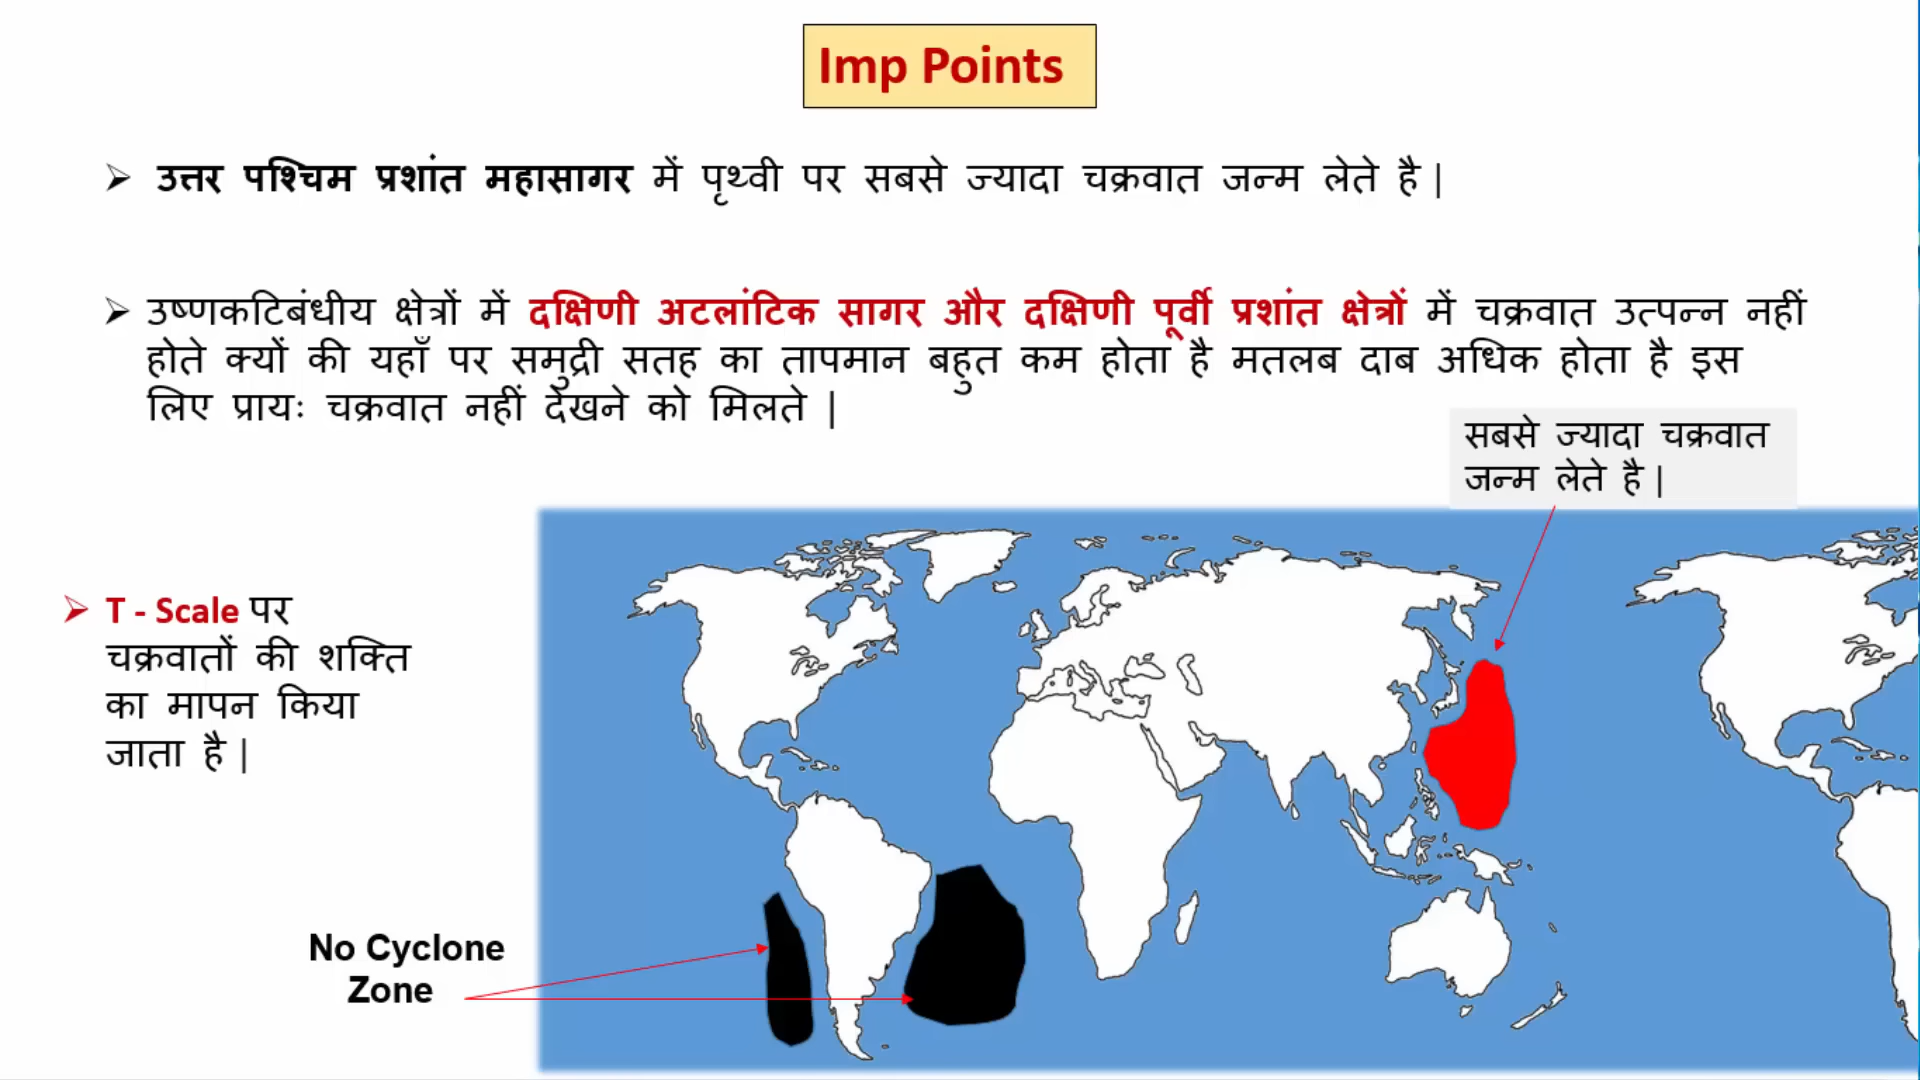 Imp Points
➢ उत्तर पश्चिम प्रशांत महासागर में पृथ्वी पर सबसे ज्यादा चक्रवात जन्म लेते है |
➢ उष्णकटिबंधीय क्षेत्रों में दक्षिणी अटलांटिक सागर और दक्षिणी पूर्वी प्रशांत क्षेत्रों में चक्रवात उत्पन्न नहीं
होते क्यों की यहाँ पर समुद्री सतह का तापमान बहुत कम होता है मतलब दाब अधिक होता है इस
लिए प्रायः चक्रवात नहीं देखने को मिलते |
सबसे ज्यादा चक्रवात
जन्म लेते है |
➢ T - Scale पर
चक्रवातों की शक्ति
का मापन किया
जाता है |
No Cyclone
Zone